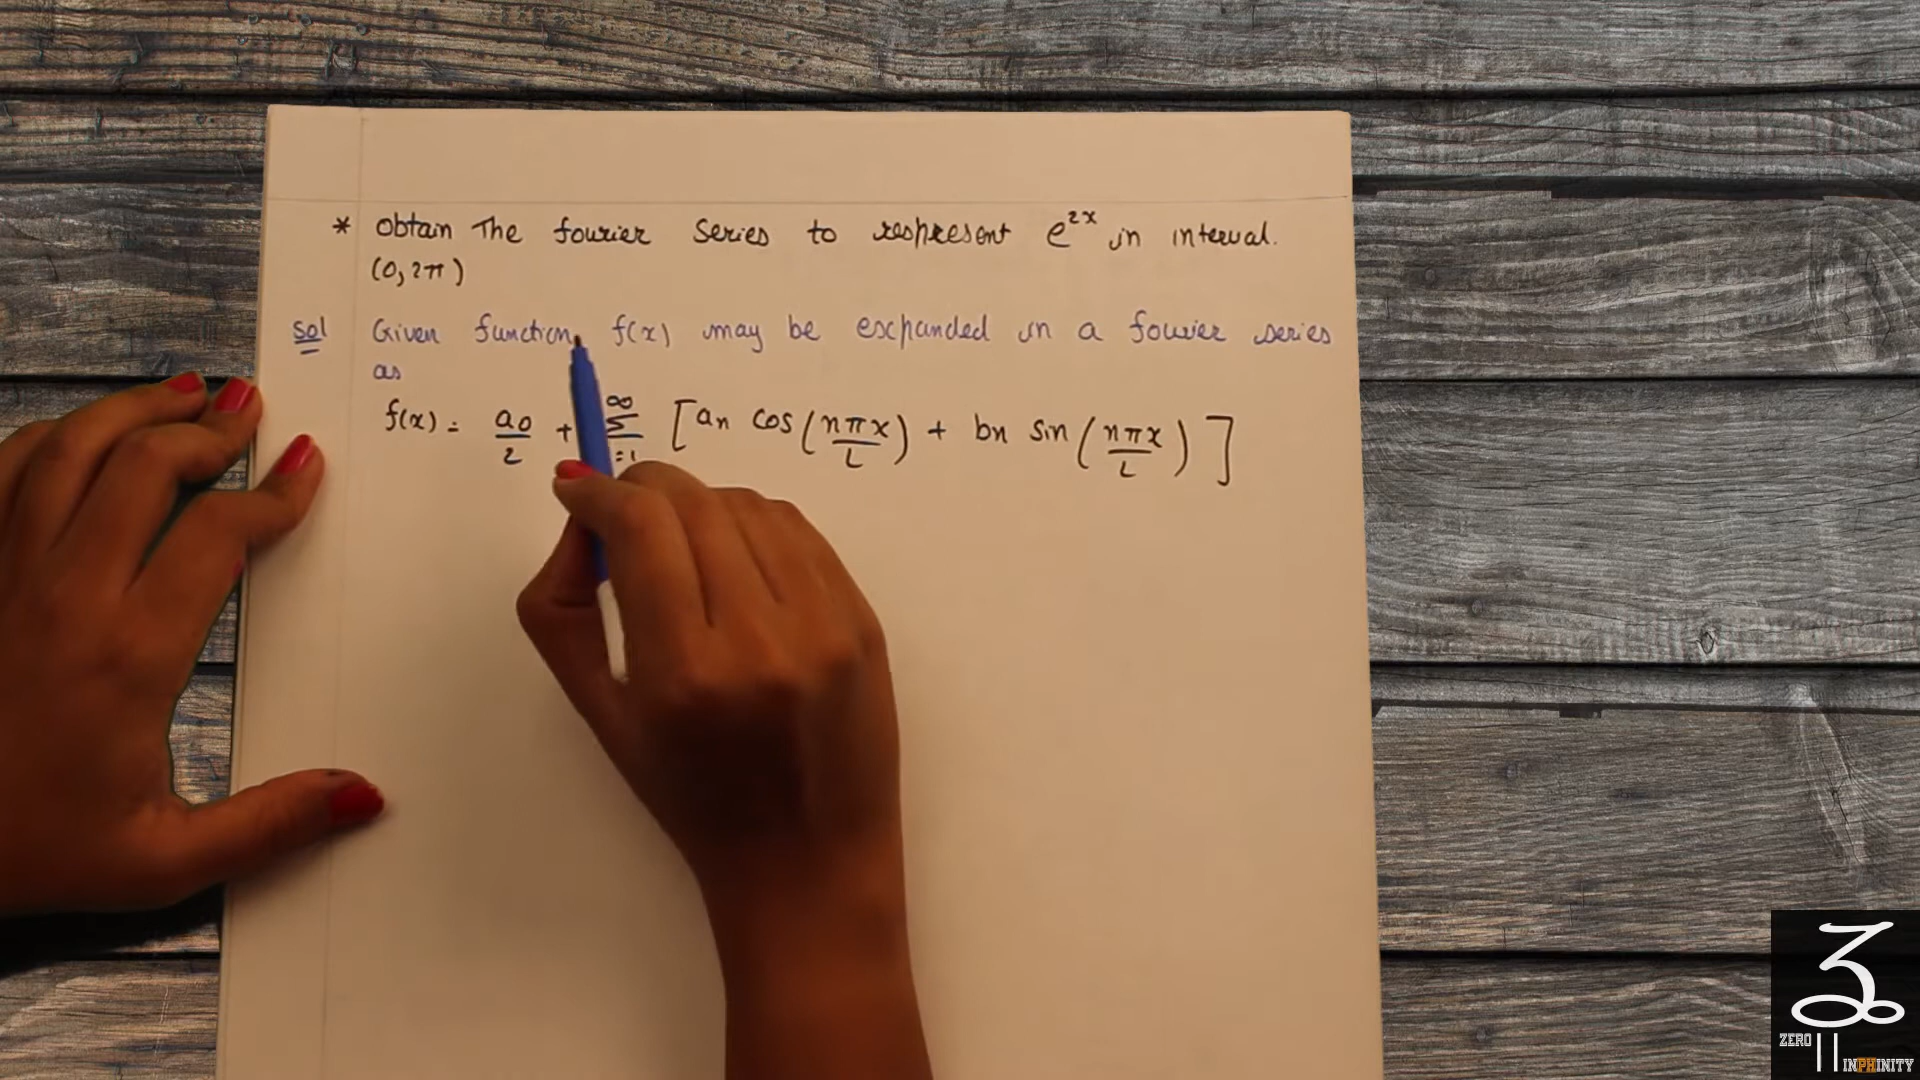 * obtain The fourier series to respresent e^{2x} in interval.
(0, 2π)
sol Given function, f(x) may be expanded in a fourier series
as
f(x) = a0/2 + ∞ Σ =1 [an cos(nπx/L) + bn sin(nπx/L)]
ZERO
INPHINITY